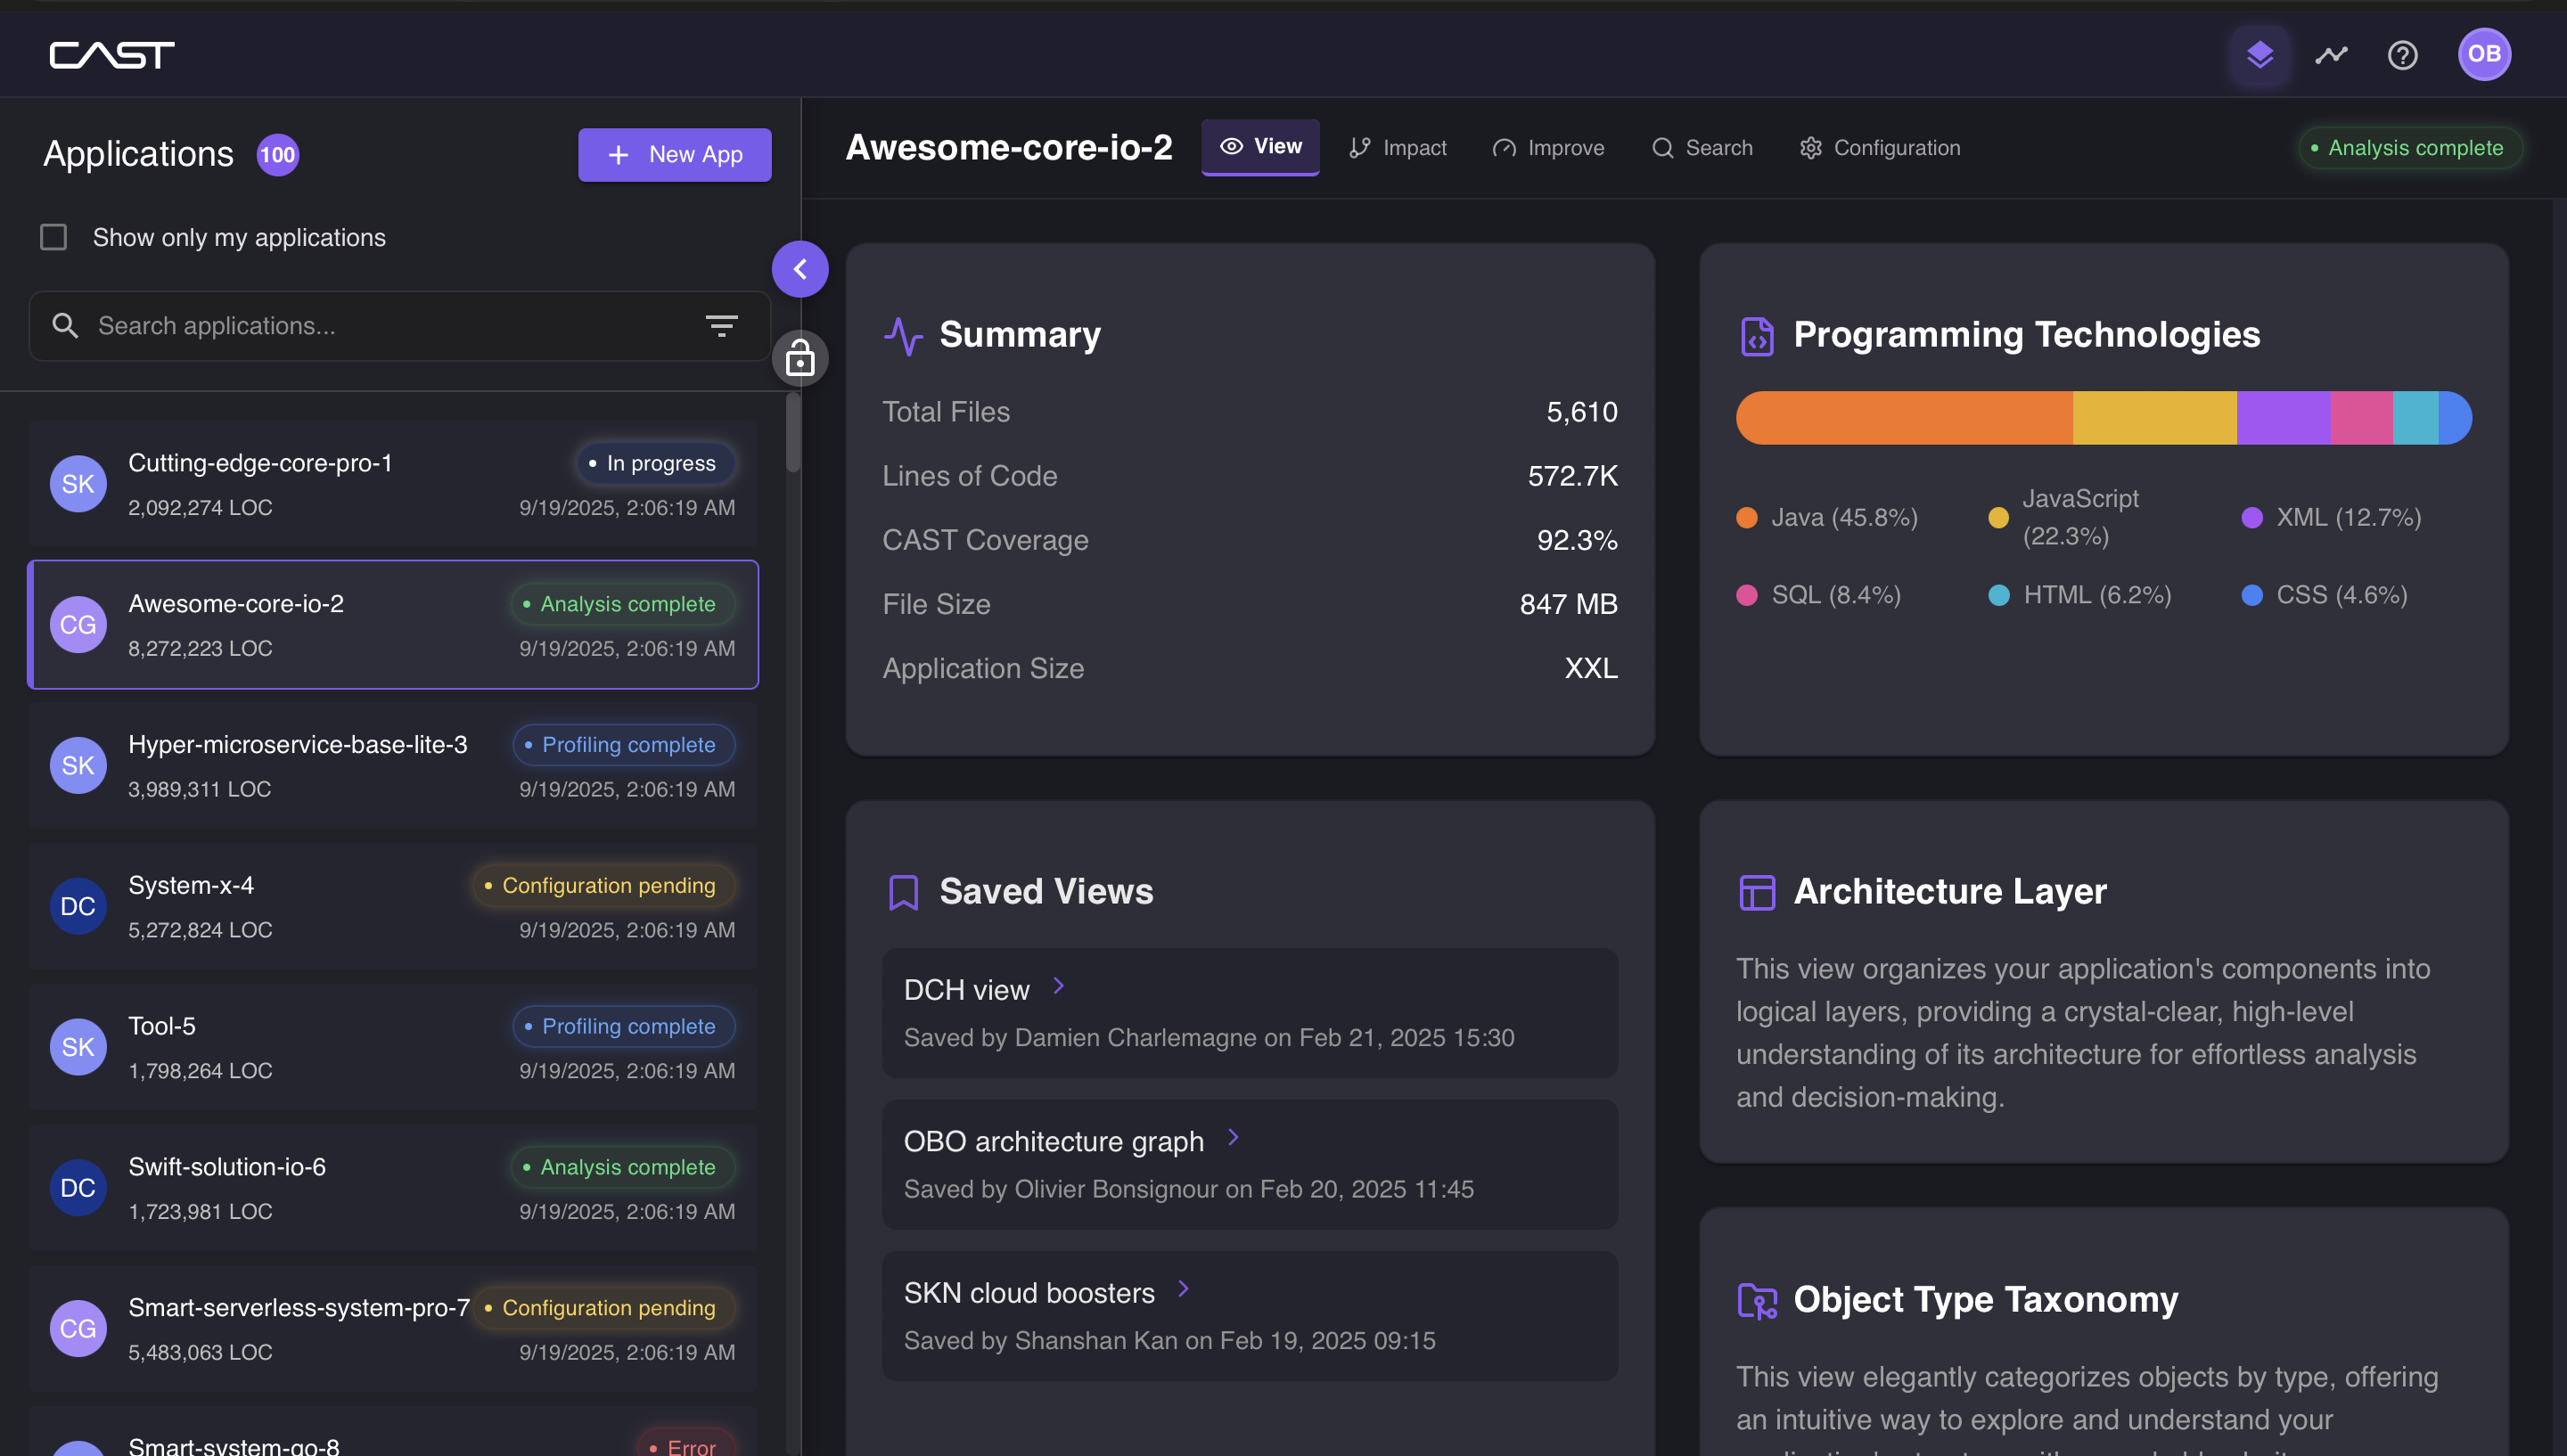 CAST
OB
Applications 100
New App
Show only my applications
Search applications...
SK
Cutting-edge-core-pro-1
In progress
2,092,274 LOC
9/19/2025, 2:06:19 AM
CG
Awesome-core-io-2
Analysis complete
8,272,223 LOC
9/19/2025, 2:06:19 AM
SK
Hyper-microservice-base-lite-3
Profiling complete
3,989,311 LOC
9/19/2025, 2:06:19 AM
DC
System-x-4
Configuration pending
5,272,824 LOC
9/19/2025, 2:06:19 AM
SK
Tool-5
Profiling complete
1,798,264 LOC
9/19/2025, 2:06:19 AM
DC
Swift-solution-io-6
Analysis complete
1,723,981 LOC
9/19/2025, 2:06:19 AM
CG
Smart-serverless-system-pro-7
Configuration pending
5,483,063 LOC
9/19/2025, 2:06:19 AM
Smart-system-go-8
Error
Awesome-core-io-2
View
Impact
Improve
Search
Configuration
Analysis complete
Summary
Total Files 5,610
Lines of Code 572.7K
CAST Coverage 92.3%
File Size 847 MB
Application Size XXL
Programming Technologies
Java (45.8%)
JavaScript
(22.3%)
XML (12.7%)
SQL (8.4%)
HTML (6.2%)
CSS (4.6%)
Saved Views
DCH view
Saved by Damien Charlemagne on Feb 21, 2025 15:30
OBO architecture graph
Saved by Olivier Bonsignour on Feb 20, 2025 11:45
SKN cloud boosters
Saved by Shanshan Kan on Feb 19, 2025 09:15
Architecture Layer
This view organizes your application's components into
logical layers, providing a crystal-clear, high-level
understanding of its architecture for effortless analysis
and decision-making.
Object Type Taxonomy
This view elegantly categorizes objects by type, offering
an intuitive way to explore and understand your